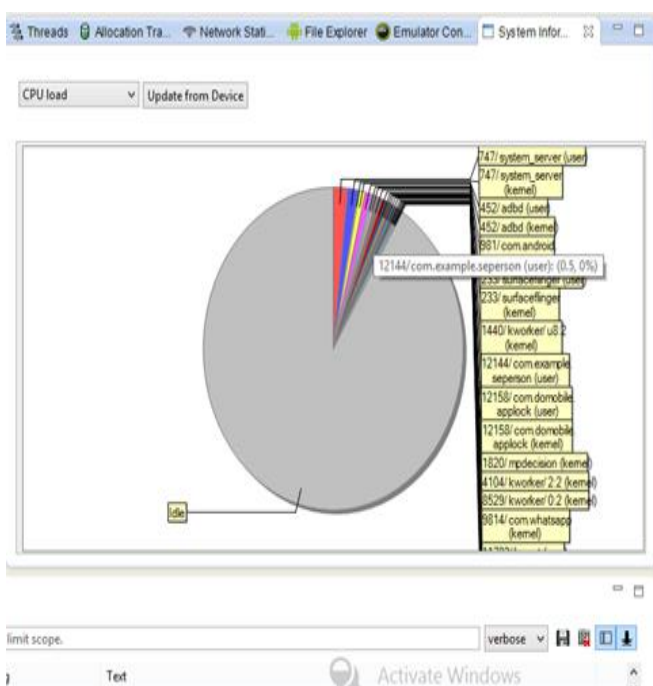 Threads Allocation Tra... Network Stati... File Explorer Emulator Con... System Infor...
CPU load Update from Device
747/ system_server (user)
747/ system_server
(kernel)
452/ adbd (user)
452/ adbd (kernel)
981/ com.android
12144/com.example.seperson (user): (0.5, 0%)
233/ surfaceflinger (user)
233/ surfaceflinger
(kernel)
1440/ kworker/ u8:2
(kernel)
12144/ com.example
seperson (user)
12158/ com.domobile.
applock (user)
12158/ com.domobile.
applock (kernel)
1820/ mpdecision (kernel)
4104/ kworker/ 2:2 (kernel)
8529/ kworker/ 0:2 (kernel)
9814/ com.whatsapp
(kernel)
Idle
limit scope. verbose
g Text
Activate Windows